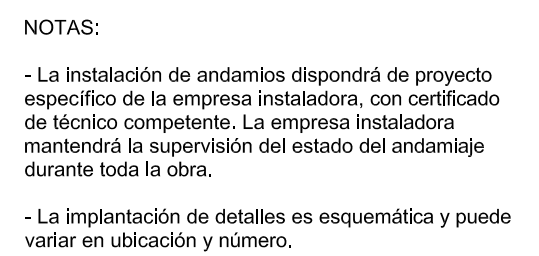 NOTAS:
- La instalación de andamios dispondrá de proyecto
específico de la empresa instaladora, con certificado
de técnico competente. La empresa instaladora
mantendrá la supervisión del estado del andamiaje
durante toda la obra.
- La implantación de detalles es esquemática y puede
variar en ubicación y número.